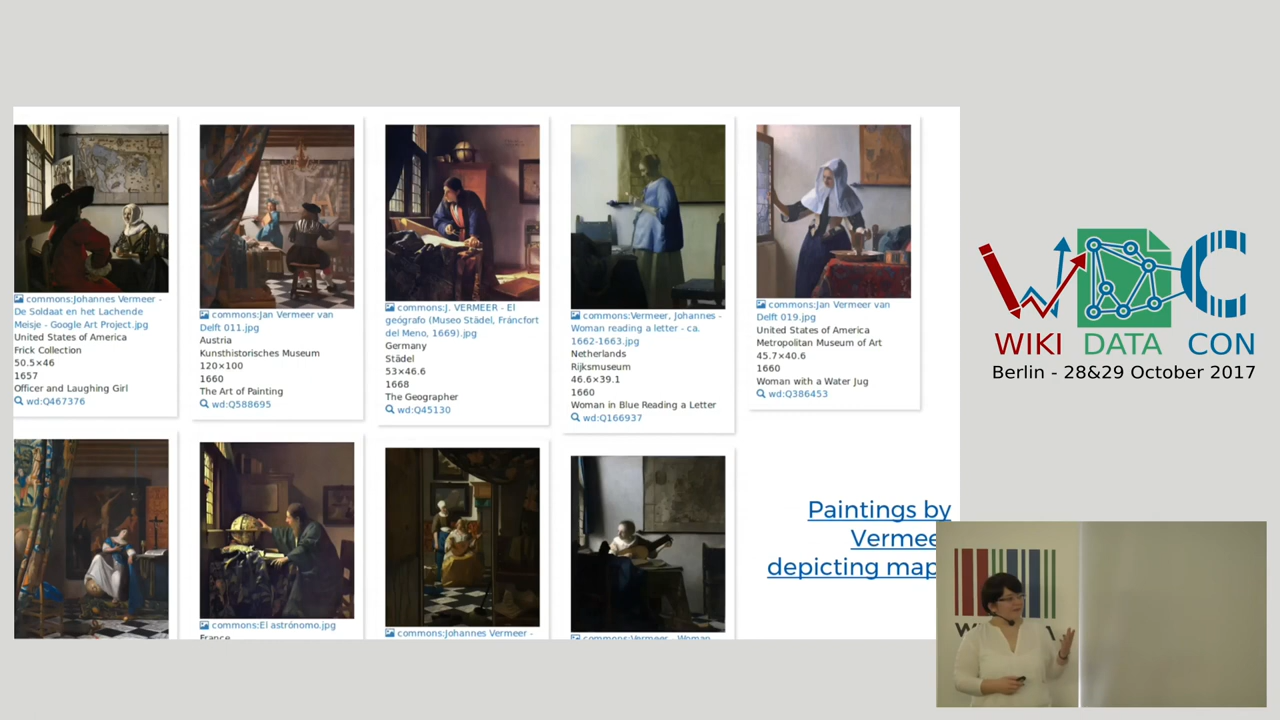 commons:Johannes Vermeer -
De Soldaat en het Lachende
Meisje - Google Art Project.jpg
United States of America
Frick Collection
50.5×46
1657
Officer and Laughing Girl
wd:Q467376
commons:Jan Vermeer van
Delft 011.jpg
Austria
Kunsthistorisches Museum
120×100
1660
The Art of Painting
wd:Q588695
commons:J. VERMEER - El
geógrafo (Museo Städel, Fráncfort
del Meno, 1669).jpg
Germany
Städel
53×46.6
1668
The Geographer
wd:Q45130
commons:Vermeer, Johannes -
Woman reading a letter - ca.
1662-1663.jpg
Netherlands
Rijksmuseum
46.6×39.1
1660
Woman in Blue Reading a Letter
wd:Q166937
commons:Jan Vermeer van
Delft 019.jpg
United States of America
Metropolitan Museum of Art
45.7×40.6
1660
Woman with a Water Jug
wd:Q386453
commons:El astrónomo.jpg
France
commons:Johannes Vermeer -
commons:Vermeer - Woman
Paintings by
Vermee
depicting map
WDC
WIKI DATA CON
Berlin - 28&29 October 2017